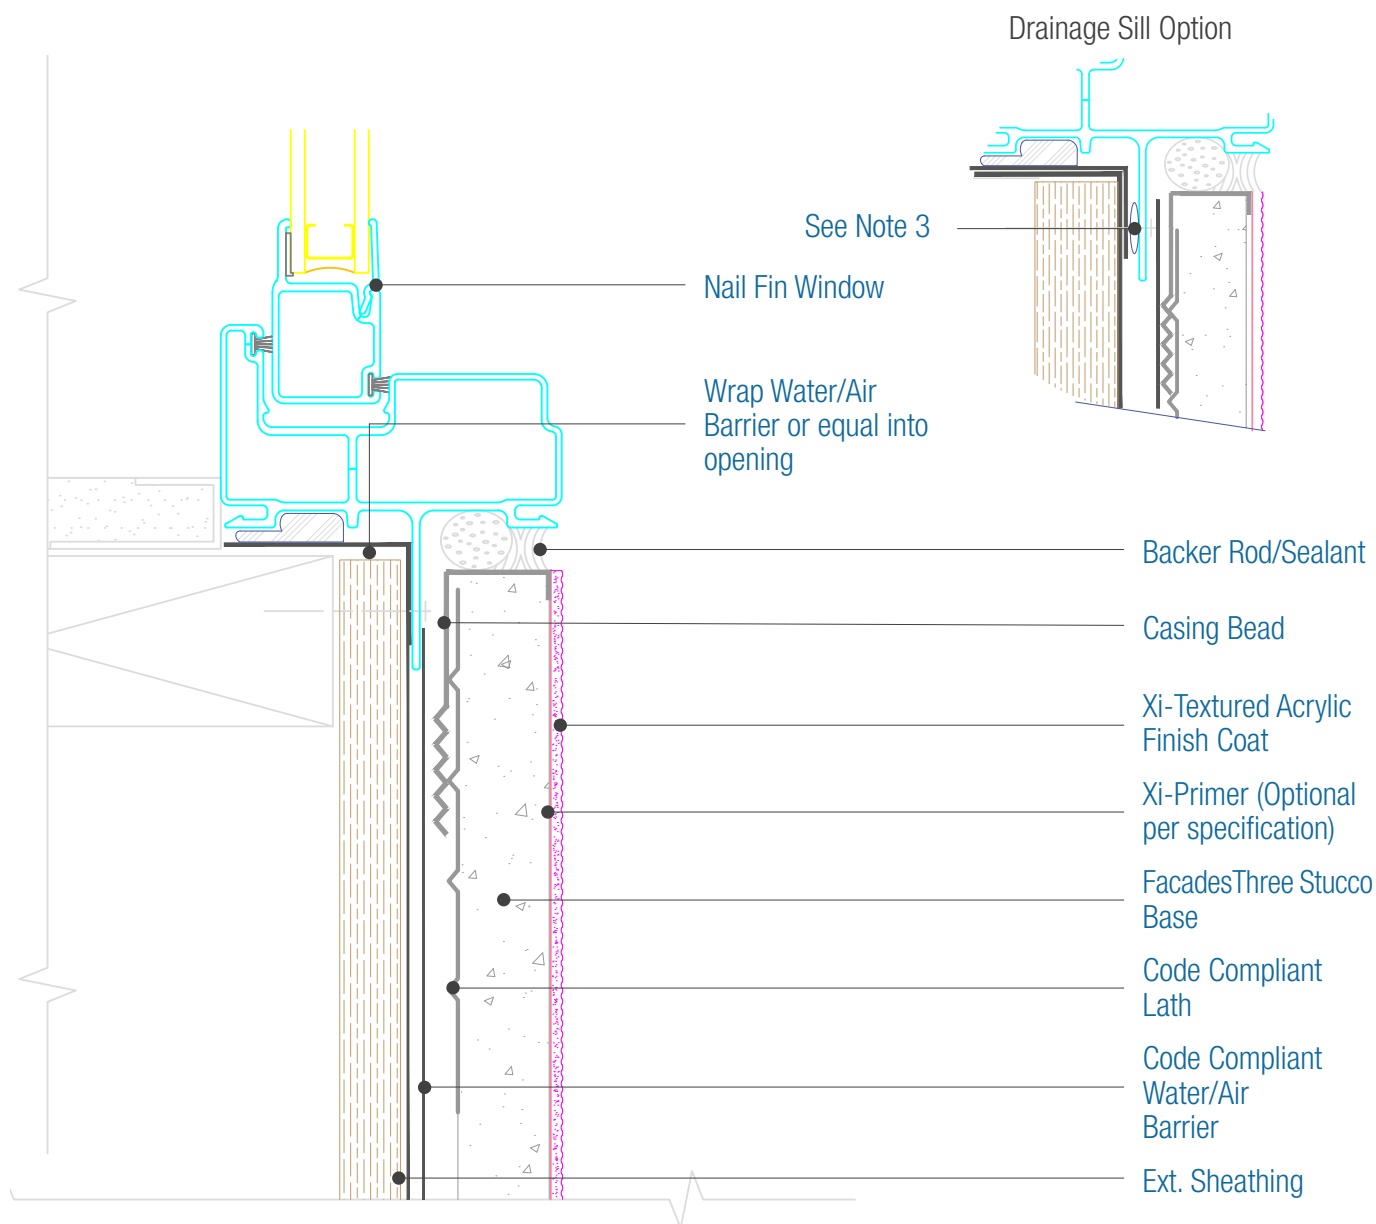 Drainage Sill Option
See Note 3
Nail Fin Window
Wrap Water/Air
Barrier or equal into
opening
Backer Rod/Sealant
Casing Bead
Xi-Textured Acrylic
Finish Coat
Xi-Primer (Optional
per specification)
FacadesThree Stucco
Base
Code Compliant
Lath
Code Compliant
Water/Air
Barrier
Ext. Sheathing